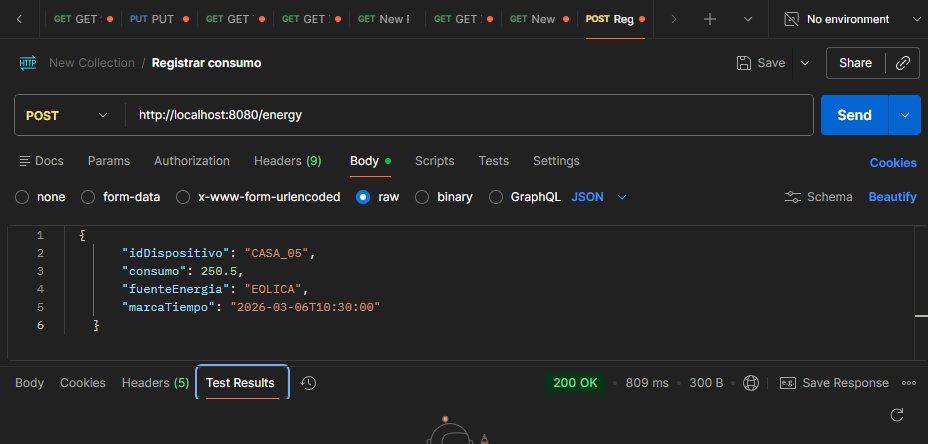 GET GET PUT PUT GET GET GET GET New GET GET GET New POST Reg No environment
HTTP New Collection / Registrar consumo Save Share
POST http://localhost:8080/energy Send
Docs Params Authorization Headers (9) Body Scripts Tests Settings Cookies
none form-data x-www-form-urlencoded raw binary GraphQL JSON Schema Beautify
1 {
2 "idDispositivo": "CASA_05",
3 "consumo": 250.5,
4 "fuenteEnergia": "EOLICA",
5 "marcaTiempo": "2026-03-06T10:30:00"
6 }
Body Cookies Headers (5) Test Results 200 OK • 809 ms • 300 B • e.g. Save Response